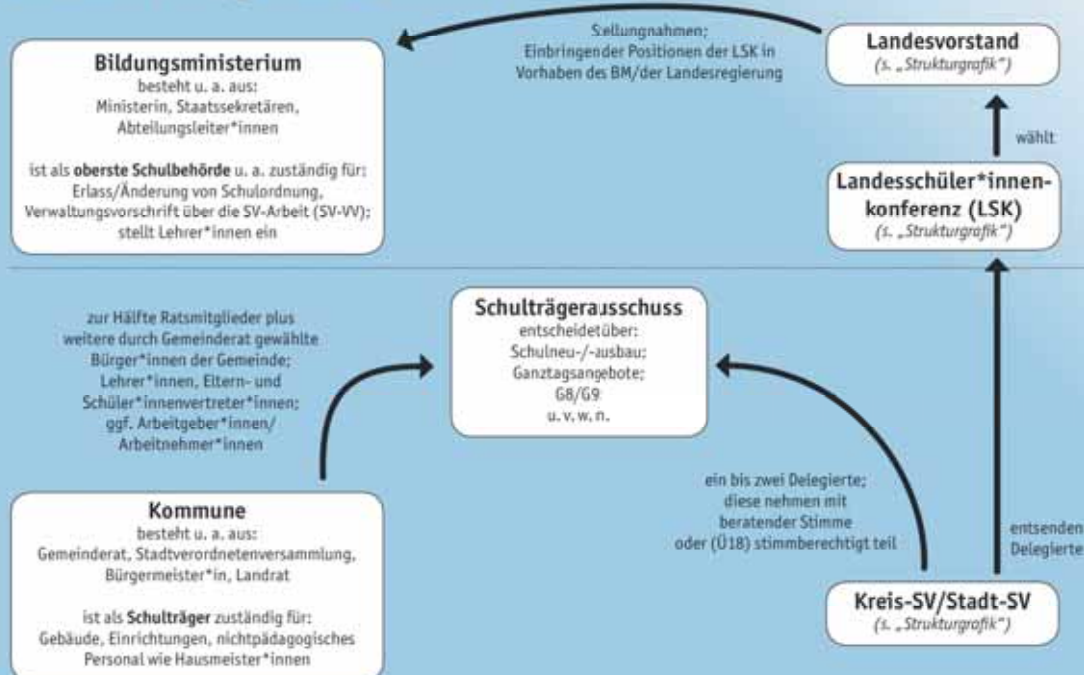 Bildungsministerium
besteht u. a. aus:
Ministerin, Staatssekretären,
Abteilungsleiter*innen
ist als oberste Schulbehörde u. a. zuständig für:
Erlass/Änderung von Schulordnung,
Verwaltungsvorschrift über die SV-Arbeit (SV-VV);
stellt Lehrer*innen ein
Stellungnahmen;
Einbringender Positionen der LSK in
Vorhaben des BM/der Landesregierung
Landesvorstand
(s. „Strukturgrafik")
wählt
Landesschüler*innen-
konferenz (LSK)
(s. „Strukturgrafik")
zur Hälfte Ratsmitglieder plus
weitere durch Gemeinderat gewählte
Bürger*innen der Gemeinde;
Lehrer*innen, Eltern- und
Schüler*innenvertreter*innen;
ggf. Arbeitgeber*innen/
Arbeitnehmer*innen
Schulträgerausschuss
entscheidetüber:
Schulneu-/-ausbau;
Ganztagsangebote;
G8/G9
u. v. w. n.
Kommune
besteht u. a. aus:
Gemeinderat, Stadtverordnetenversammlung,
Bürgermeister*in, Landrat
ist als Schulträger zuständig für:
Gebäude, Einrichtungen, nichtpädagogisches
Personal wie Hausmeister*innen
ein bis zwei Delegierte;
diese nehmen mit
beratender Stimme
oder (Ü18) stimmberechtigt teil
entsenden
Delegierte
Kreis-SV/Stadt-SV
(s. „Strukturgrafik")